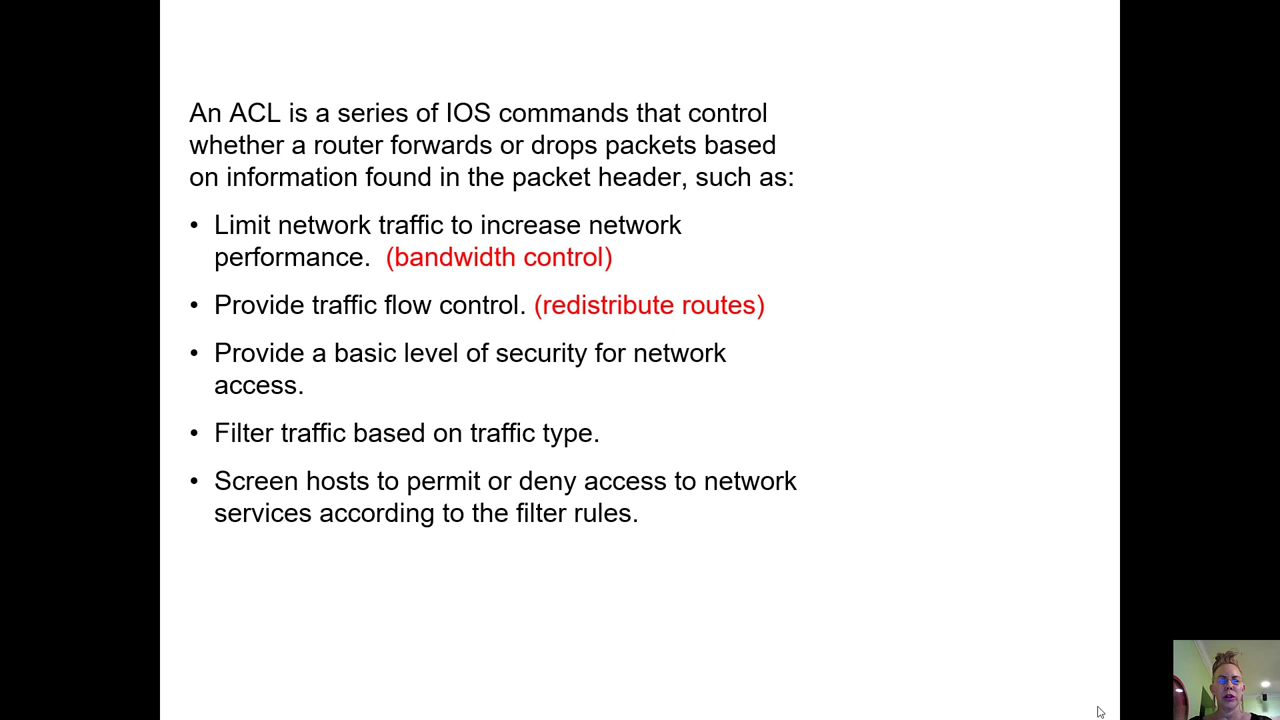 An ACL is a series of IOS commands that control
whether a router forwards or drops packets based
on information found in the packet header, such as:
• Limit network traffic to increase network
performance. (bandwidth control)
• Provide traffic flow control. (redistribute routes)
• Provide a basic level of security for network
access.
• Filter traffic based on traffic type.
• Screen hosts to permit or deny access to network
services according to the filter rules.